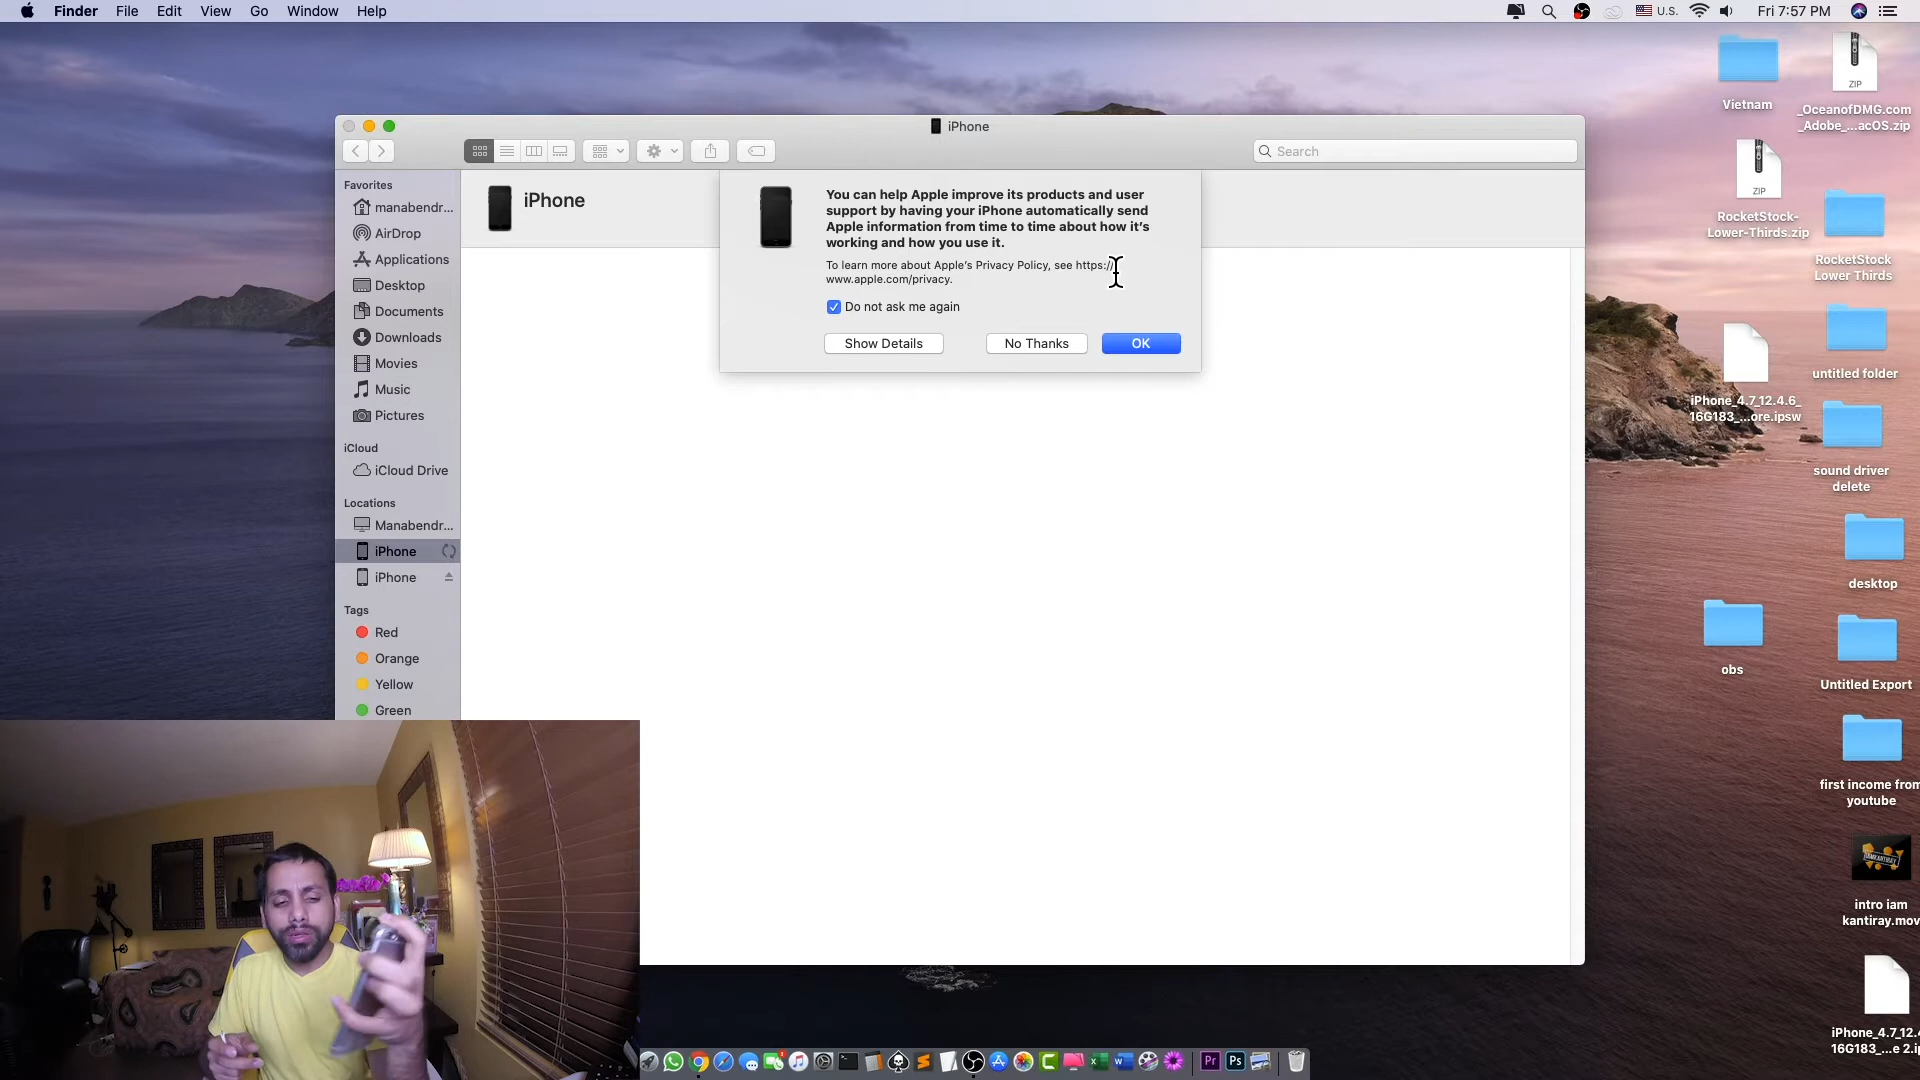 Finder File Edit View Go Window Help
U.S. Fri 7:57 PM
iPhone
Search
Favorites
manabendr...
AirDrop
Applications
Desktop
Documents
Downloads
Movies
Music
Pictures
iCloud
iCloud Drive
Locations
Manabendr...
iPhone
iPhone
Tags
Red
Orange
Yellow
Green
iPhone
You can help Apple improve its products and user
support by having your iPhone automatically send
Apple information from time to time about how it's
working and how you use it.
To learn more about Apple's Privacy Policy, see https://
www.apple.com/privacy.
Do not ask me again
Show Details
No Thanks
OK
Vietnam
ZIP
_OceanofDMG.com
_Adobe_...acOS.zip
ZIP
RocketStock-
Lower-Thirds.zip
RocketStock
Lower Thirds
untitled folder
iPhone_4.7_12.4.6_
16G183_...ore.ipsw
sound driver
delete
desktop
obs
Untitled Export
first income from
youtube
IAMKANTIRAY
intro iam
kantiray.mov
iPhone_4.7_12.4
16G183_...e 2.ip
Pr
Ps